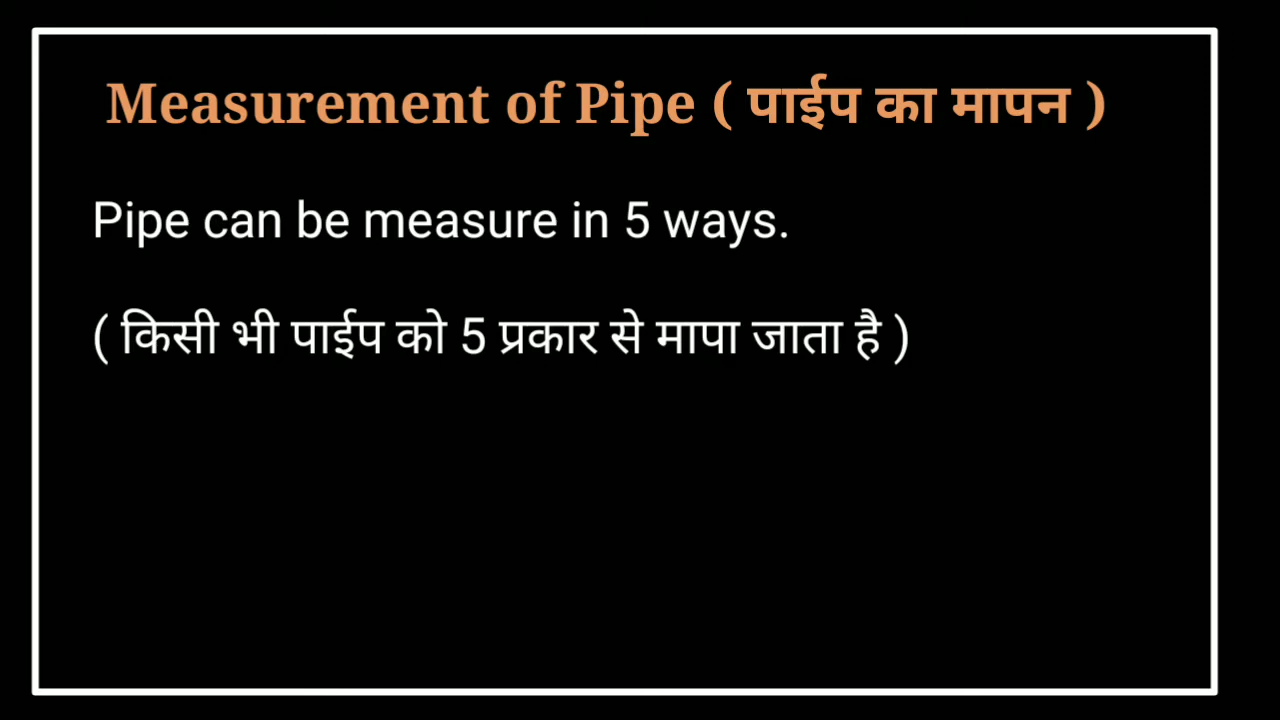 Measurement of Pipe ( पाईप का मापन )
Pipe can be measure in 5 ways.
( किसी भी पाईप को 5 प्रकार से मापा जाता है )